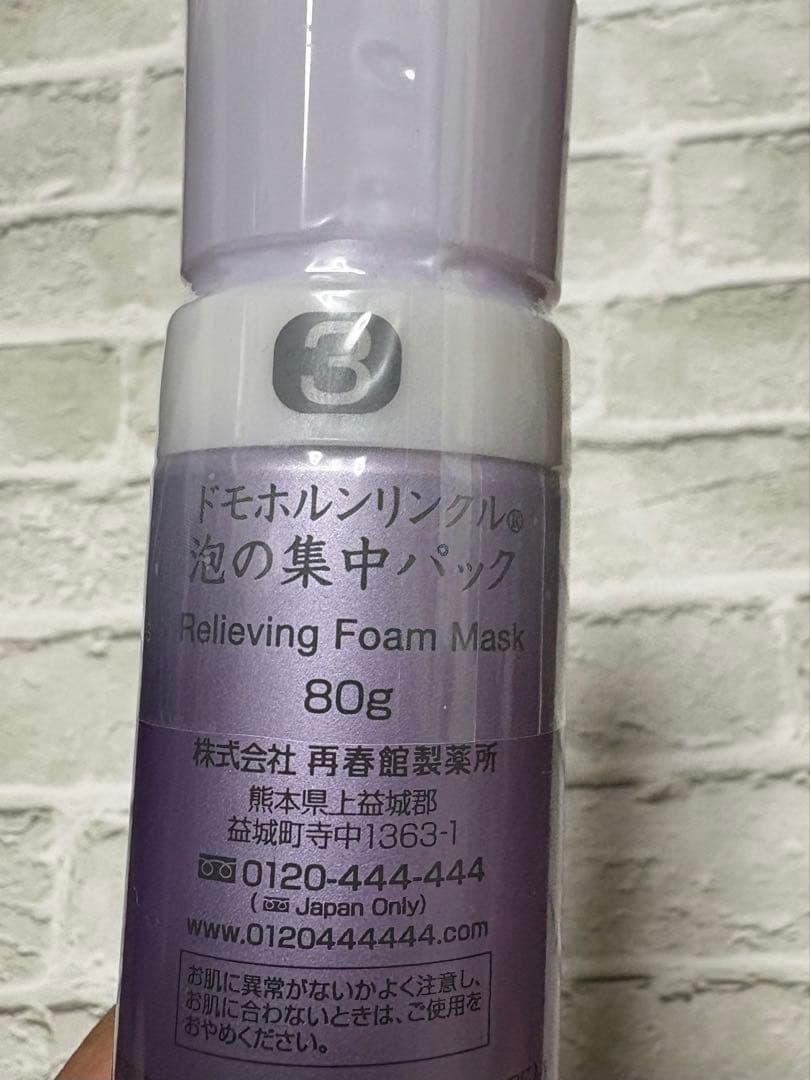 3
ドモホルンリンクル®
泡の集中パック
Relieving Foam Mask
80g
株式会社 再春館製薬所
熊本県上益城郡
益城町寺中1363-1
0120-444-444
( Japan Only)
www.0120444444.com
お肌に異常がないかよく注意し、
お肌に合わないときは、ご使用を
おやめください。